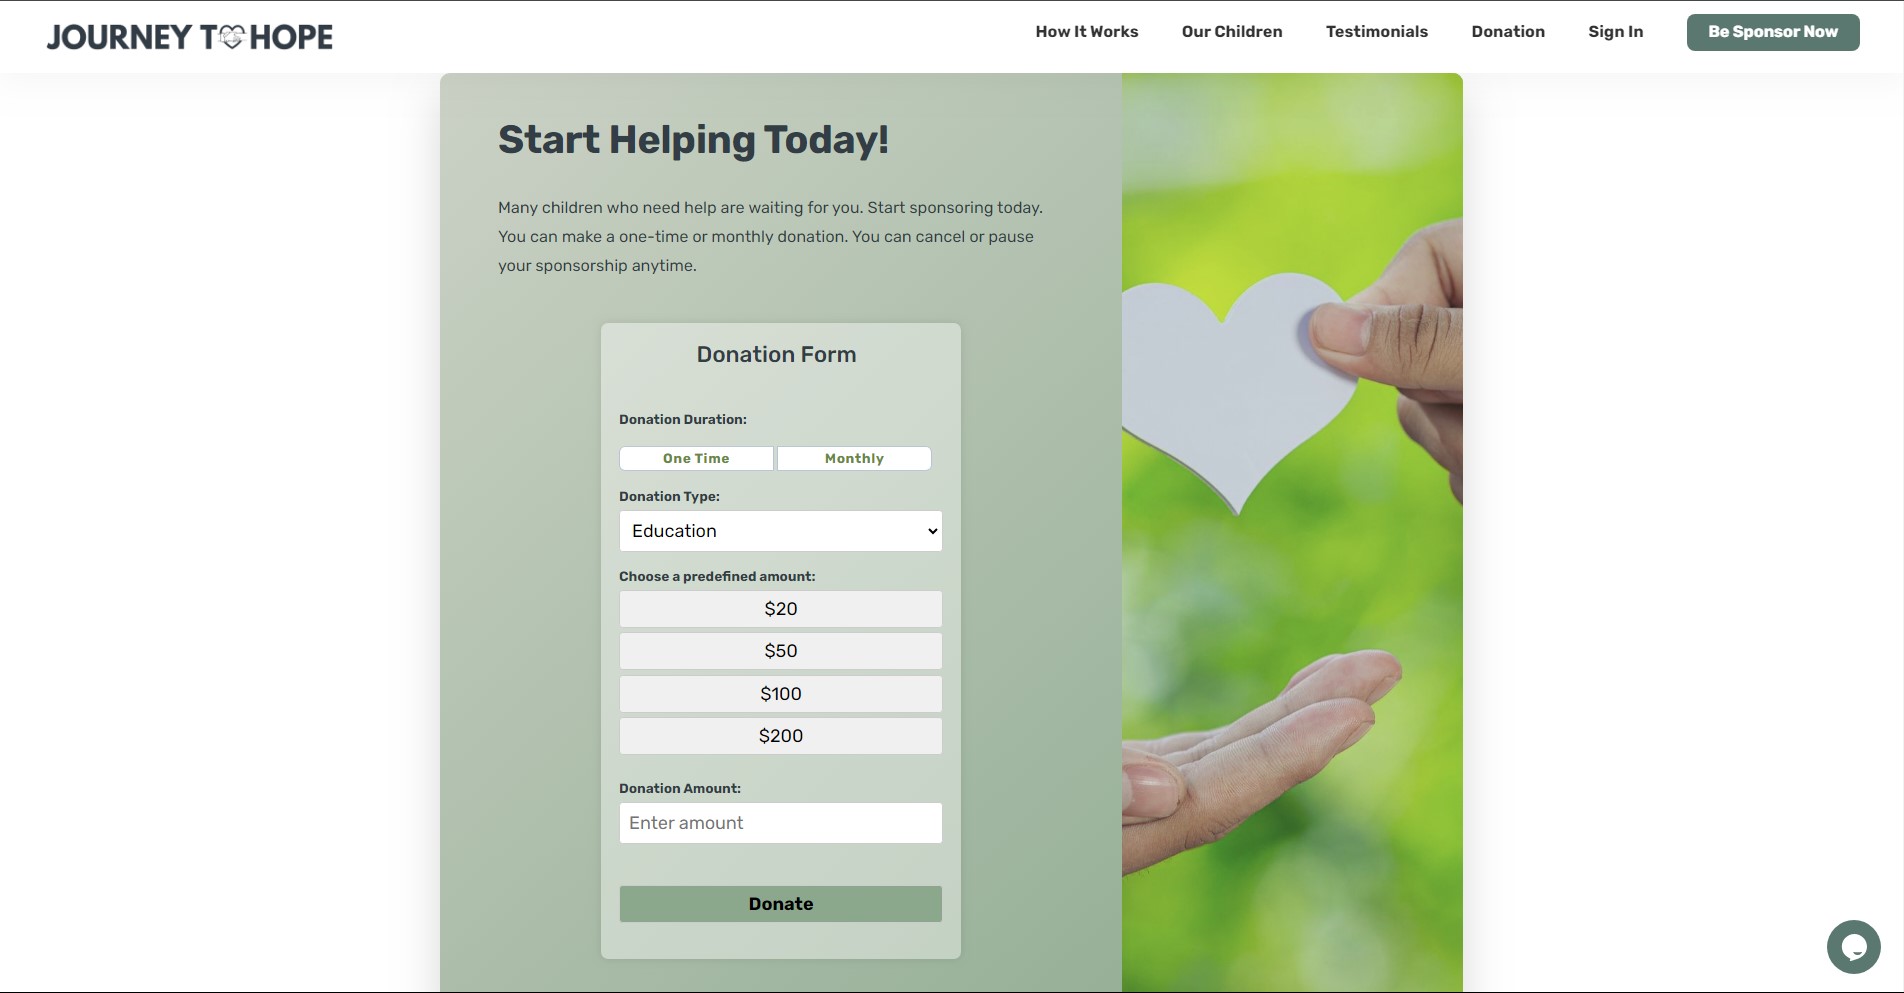 JOURNEY TO HOPE
How It Works
Our Children
Testimonials
Donation
Sign In
Be Sponsor Now
Start Helping Today!
Many children who need help are waiting for you. Start sponsoring today.
You can make a one-time or monthly donation. You can cancel or pause
your sponsorship anytime.
Donation Form
Donation Duration:
One Time
Monthly
Donation Type:
Education
Choose a predefined amount:
$20
$50
$100
$200
Donation Amount:
Enter amount
Donate